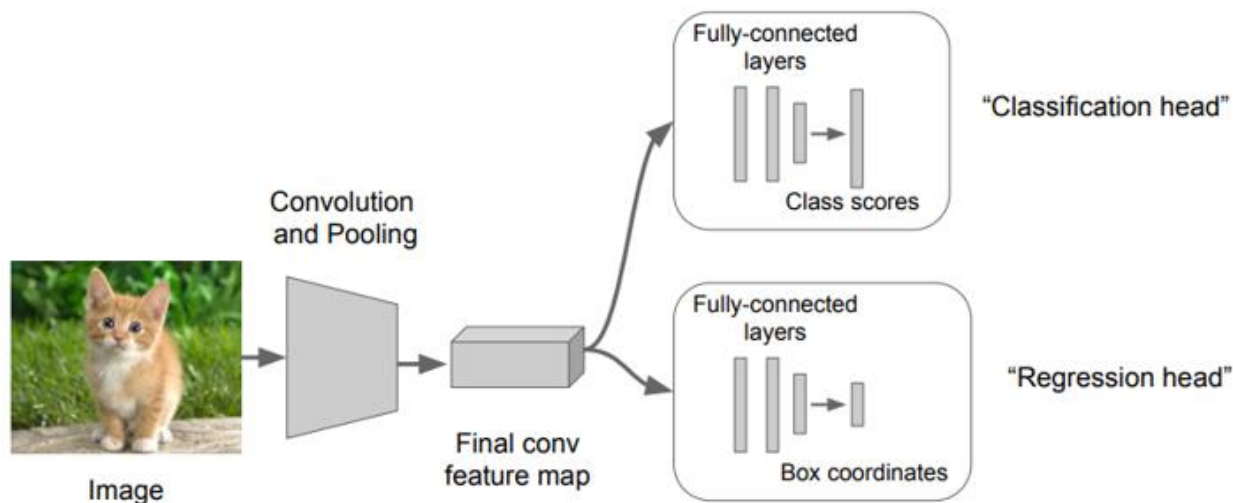 Fully-connected
layers
Class scores
“Classification head”
Convolution
and Pooling
Fully-connected
layers
Box coordinates
“Regression head”
Final conv
feature map
Image